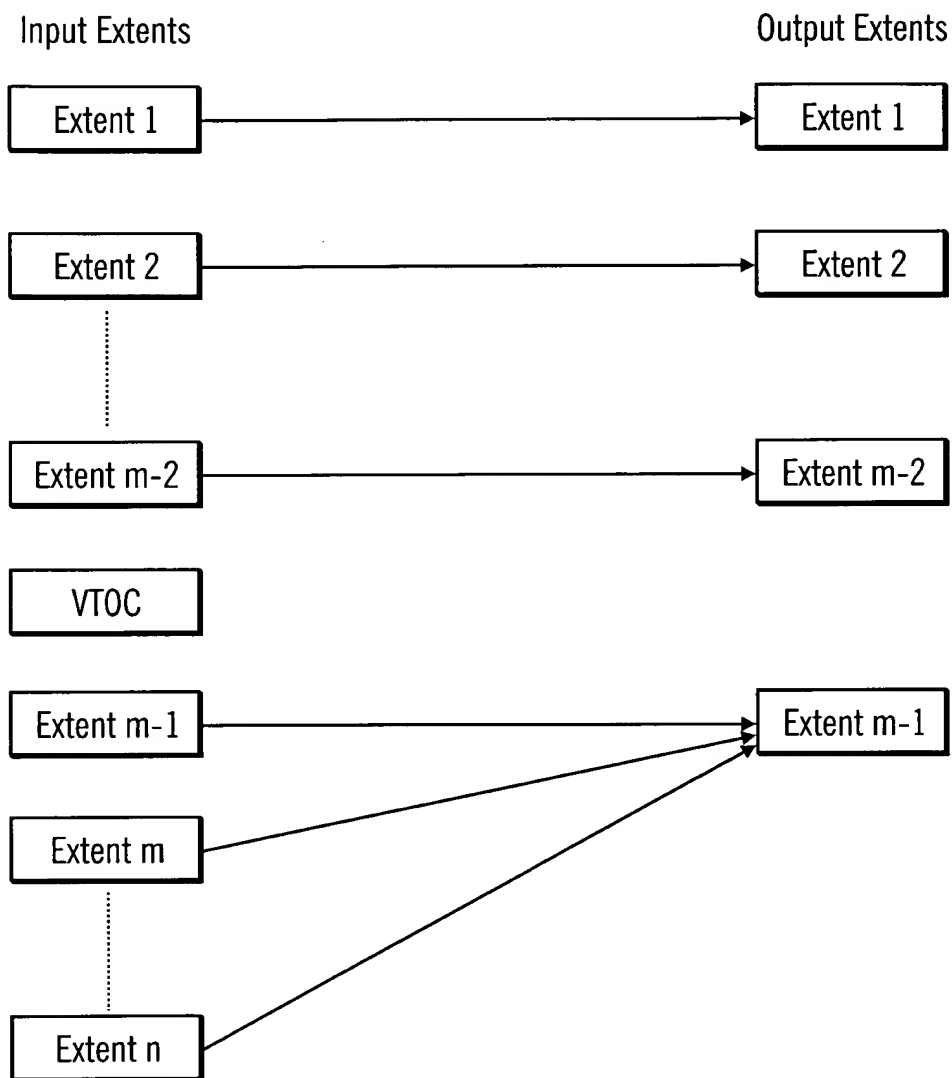 Input Extents
Output Extents
Extent 1
Extent 1
Extent 2
Extent 2
Extent m-2
Extent m-2
VTOC
Extent m-1
Extent m-1
Extent m
Extent n